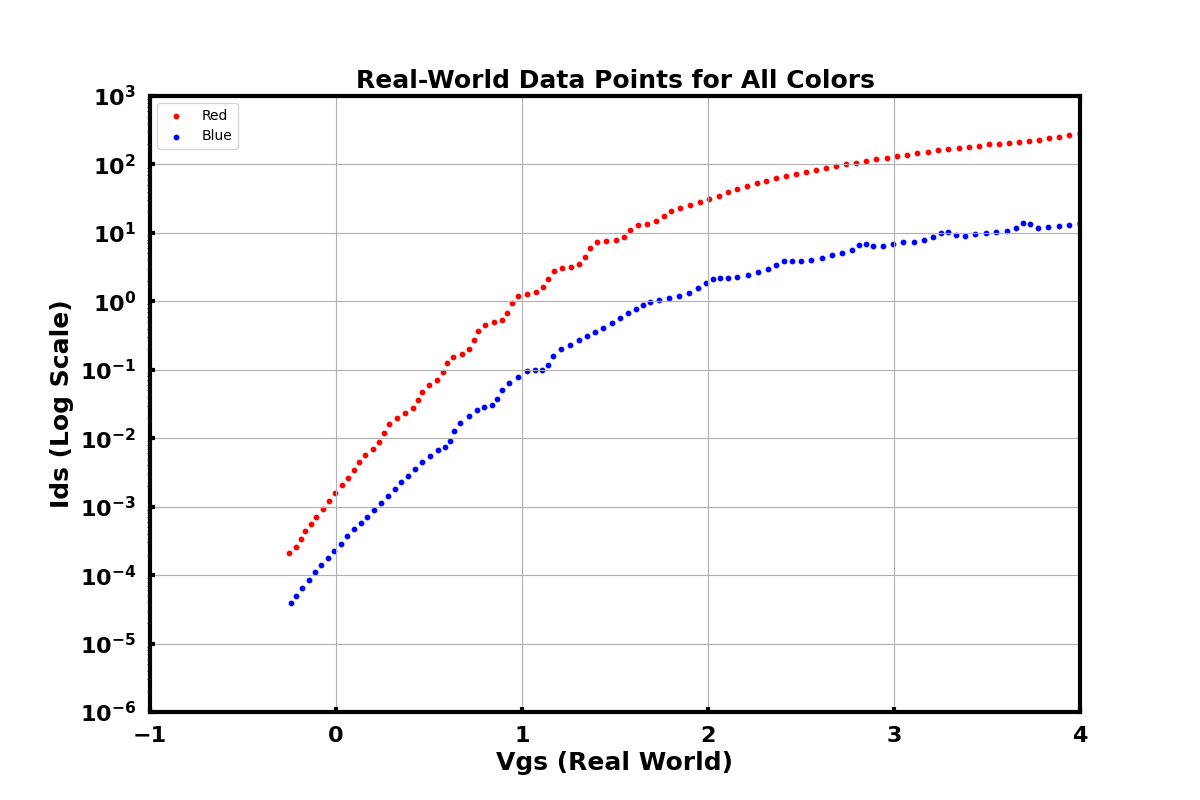 Real-World Data Points for All Colors
Red
Blue
10³
10²
10¹
10⁰
10⁻¹
10⁻²
10⁻³
10⁻⁴
10⁻⁵
10⁻⁶
Ids (Log Scale)
−1 0 1 2 3 4
Vgs (Real World)